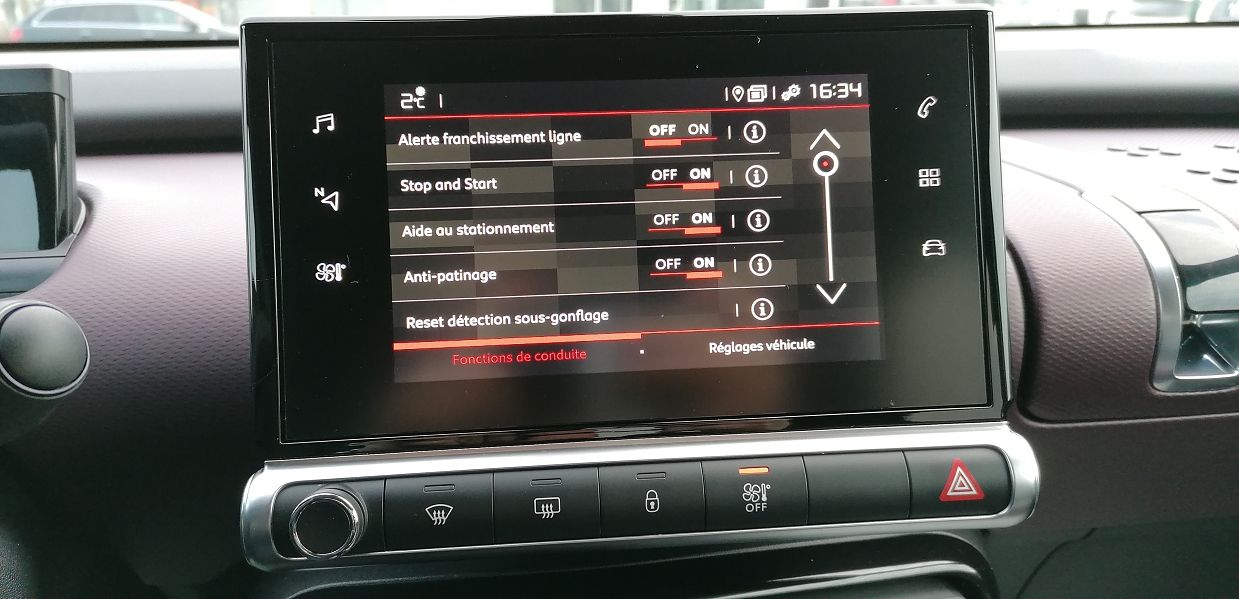 2°C
16:34
Alerte franchissement ligne OFF ON
Stop and Start OFF ON
Aide au stationnement OFF ON
Anti-patinage OFF ON
Reset détection sous-gonflage
Fonctions de conduite Réglages véhicule
N
OFF